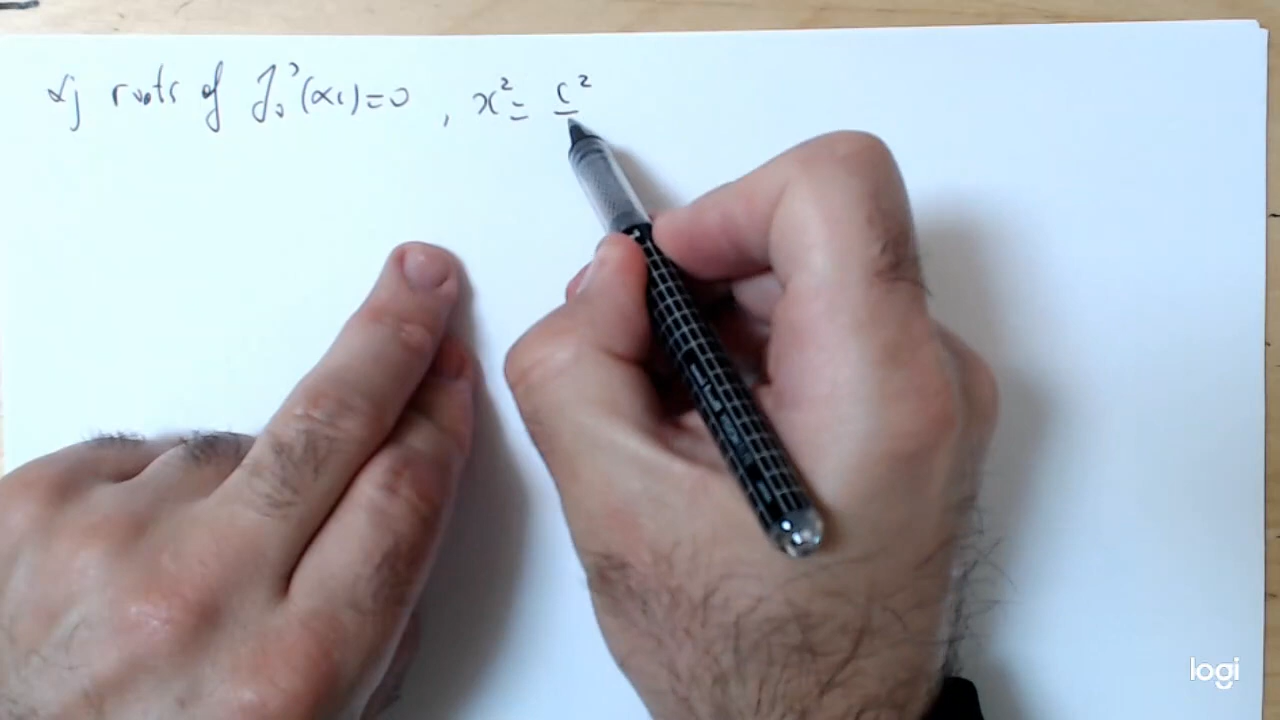 αj roots of J₀'(αc)=0 , x² = c²
logi